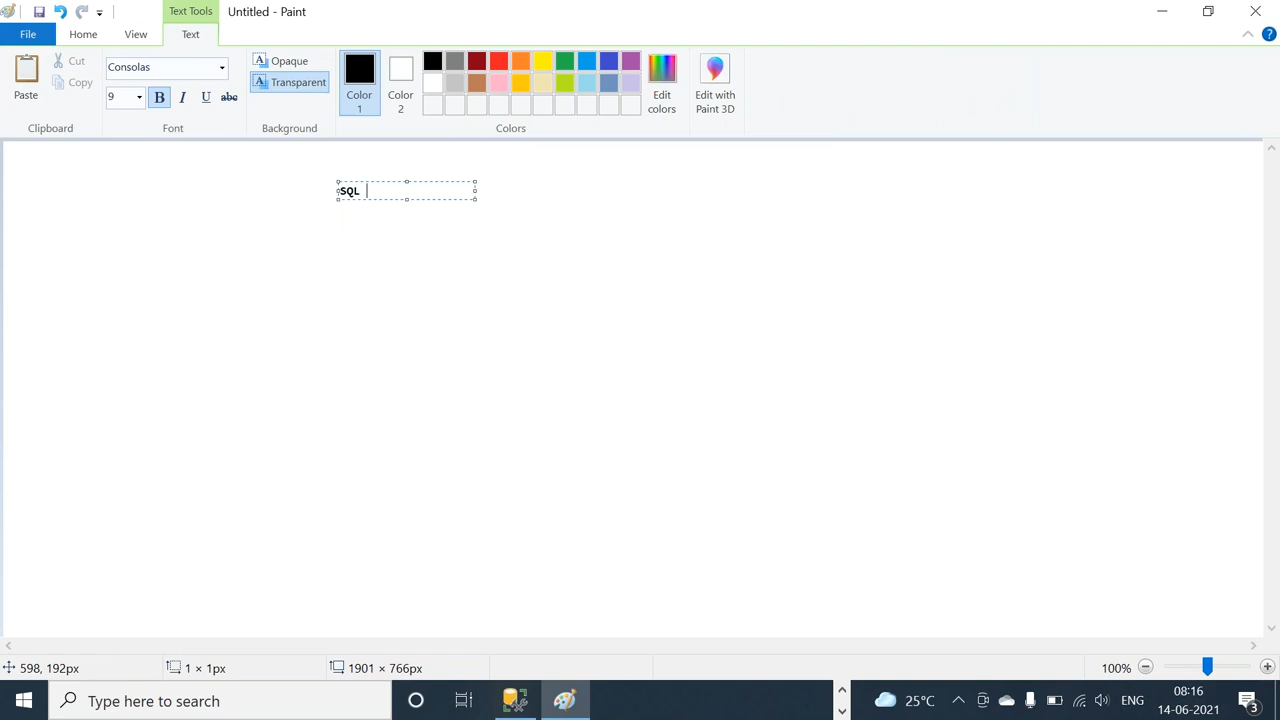 Text Tools
Untitled - Paint
File
Home
View
Text
Paste
Cut
Copy
Clipboard
Consolas
9
B
I
U
abc
Font
A Opaque
A Transparent
Background
Color 1
Color 2
Edit colors
Colors
Edit with Paint 3D
SQL
598, 192px
1 × 1px
1901 × 766px
100%
Type here to search
25°C
ENG
08:16
14-06-2021
3